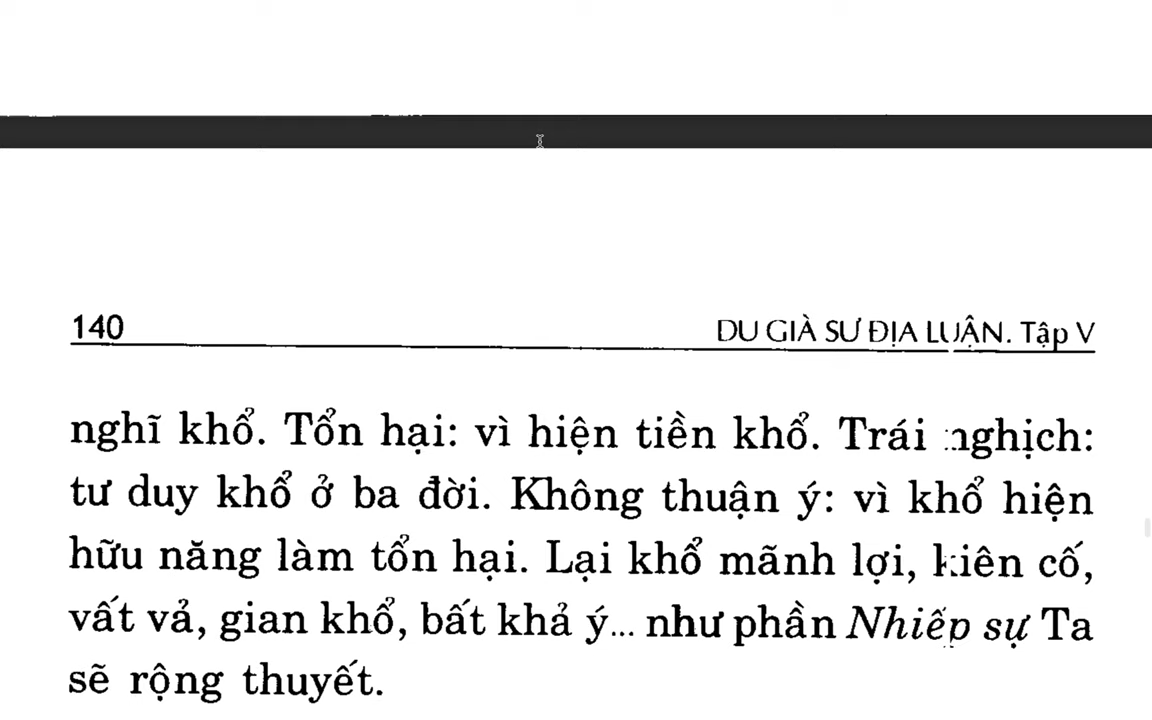 140
DU GIÀ SƯ ĐỊA LUẬN. Tập V
nghĩ khổ. Tổn hại: vì hiện tiền khổ. Trái nghịch:
tư duy khổ ở ba đời. Không thuận ý: vì khổ hiện
hữu năng làm tổn hại. Lại khổ mãnh lợi, kiên cố,
vất vả, gian khổ, bất khả ý... như phần Nhiếp sự Ta
sẽ rộng thuyết.